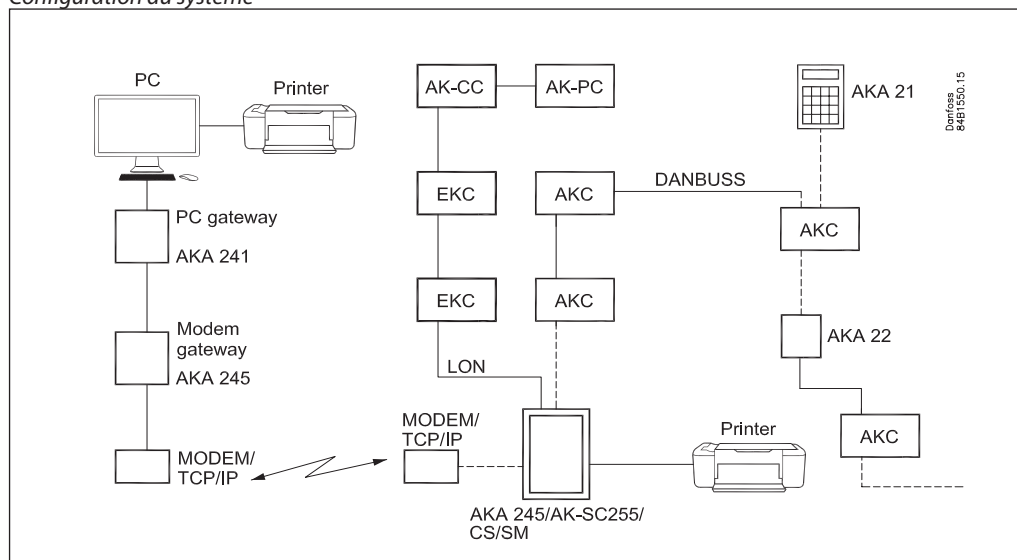 Configuration du système
PC
Printer
PC gateway
AKA 241
Modem
gateway
AKA 245
MODEM/
TCP/IP
AK-CC
AK-PC
EKC
AKC
EKC
AKC
LON
DANBUSS
MODEM/
TCP/IP
AKA 245/AK-SC255/
CS/SM
Printer
AKA 21
AKC
AKA 22
AKC
Danfoss
84B1550.15